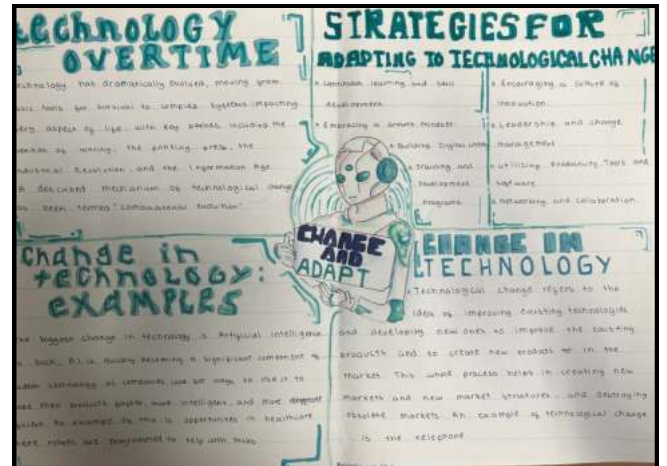 technology
OVERTIME
technology has dramatically evolved, moving from
tools for survival to complex systems impacting
every aspect of life, with key periods including the
of writing, the printing press, the
Industrial Revolution and the Information Age.
A described mechanism of technological change
has been termed "Combinatorial Evolution".
STRATEGIES FOR
ADAPTING TO TECHNOLOGICAL CHANGE
Continuous learning and skill
development
Embracing a growth mindset
Building Digital
Training and
Development
Programs
Encouraging a culture of
innovation
Leadership and change
management
Utilizing Productivity Tools and
Software
Networking and collaboration.
CHANGE
AND
ADAPT
Change in
technology:
EXAMPLES
biggest change in technology is Artificial intelligence
such, AI is quickly becoming a significant component of
technology as companies look for ways to use it to
their products better, more intelligent, and more
An example of this is opportunities in healthcare
where robots are programmed to help with tasks
CHANGE IN
TECHNOLOGY
Technological change refers to the
idea of improving existing technologies
and developing new ones to improve the existing
products and to create new products in the
market. This whole process helps in creating new
markets and new market structures, and destroying
obsolete markets. An example of technological change
is the telephone